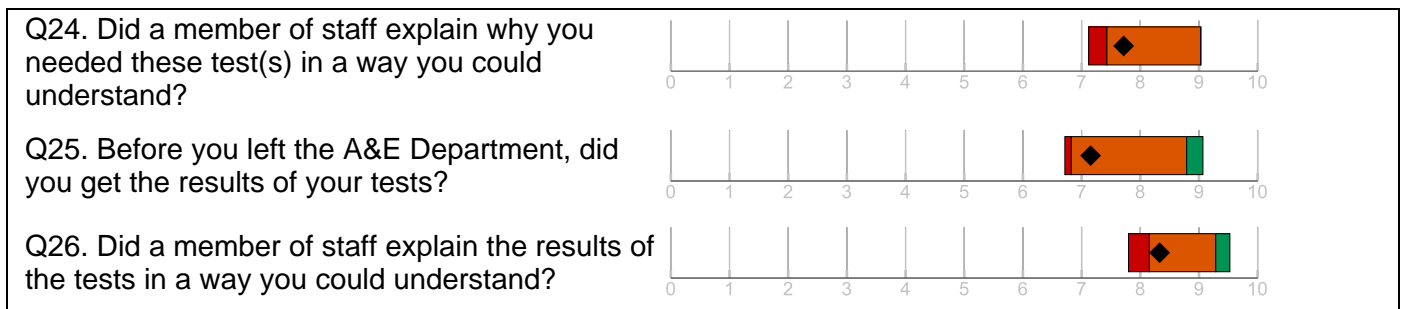 Q24. Did a member of staff explain why you
needed these test(s) in a way you could
understand?
0 1 2 3 4 5 6 7 8 9 10
Q25. Before you left the A&E Department, did
you get the results of your tests?
0 1 2 3 4 5 6 7 8 9 10
Q26. Did a member of staff explain the results of
the tests in a way you could understand?
0 1 2 3 4 5 6 7 8 9 10